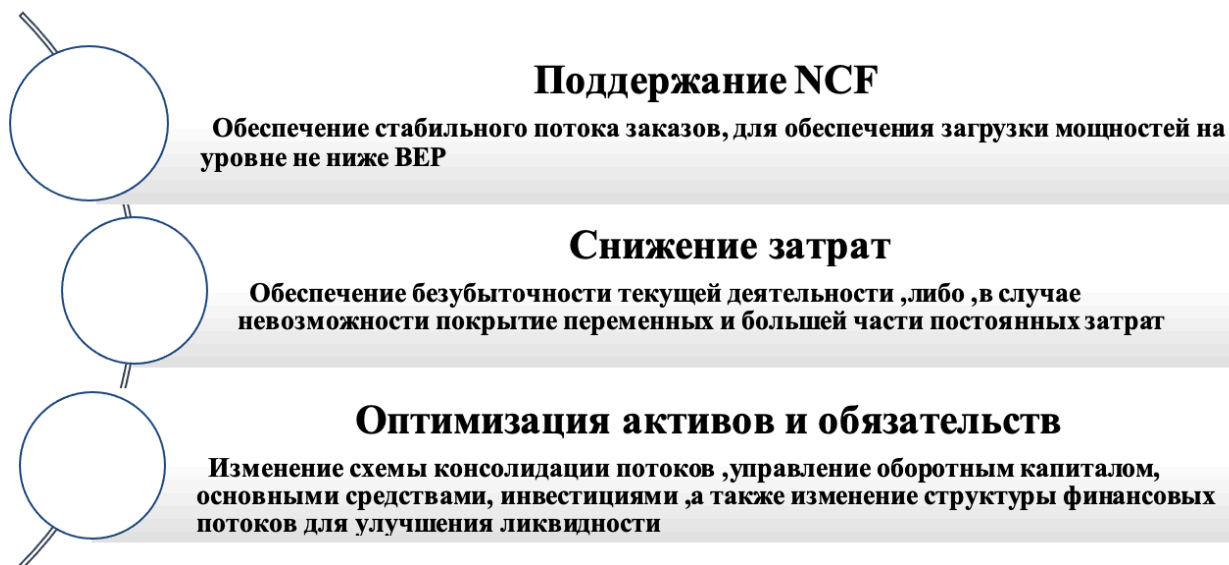 Поддержание NCF
Обеспечение стабильного потока заказов, для обеспечения загрузки мощностей на
уровне не ниже BEP
Снижение затрат
Обеспечение безубыточности текущей деятельности ,либо ,в случае
невозможности покрытие переменных и большей части постоянных затрат
Оптимизация активов и обязательств
Изменение схемы консолидации потоков ,управление оборотным капиталом,
основными средствами, инвестициями ,а также изменение структуры финансовых
потоков для улучшения ликвидности